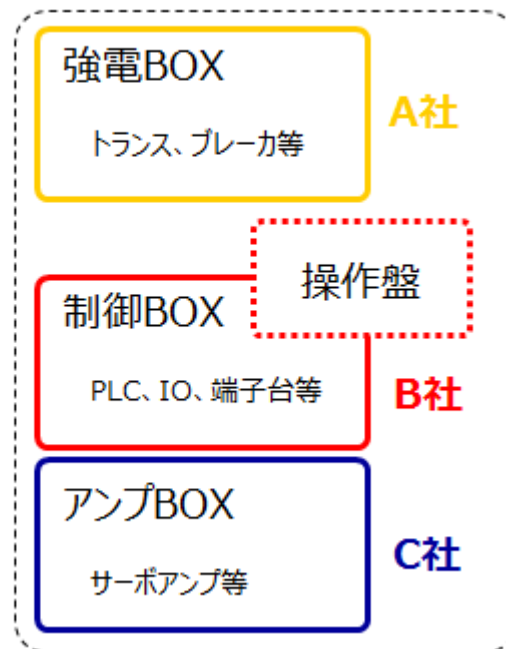 強電BOX
トランス、ブレーカ等
A社
操作盤
制御BOX
PLC、IO、端子台等
B社
アンプBOX
サーボアンプ等
C社